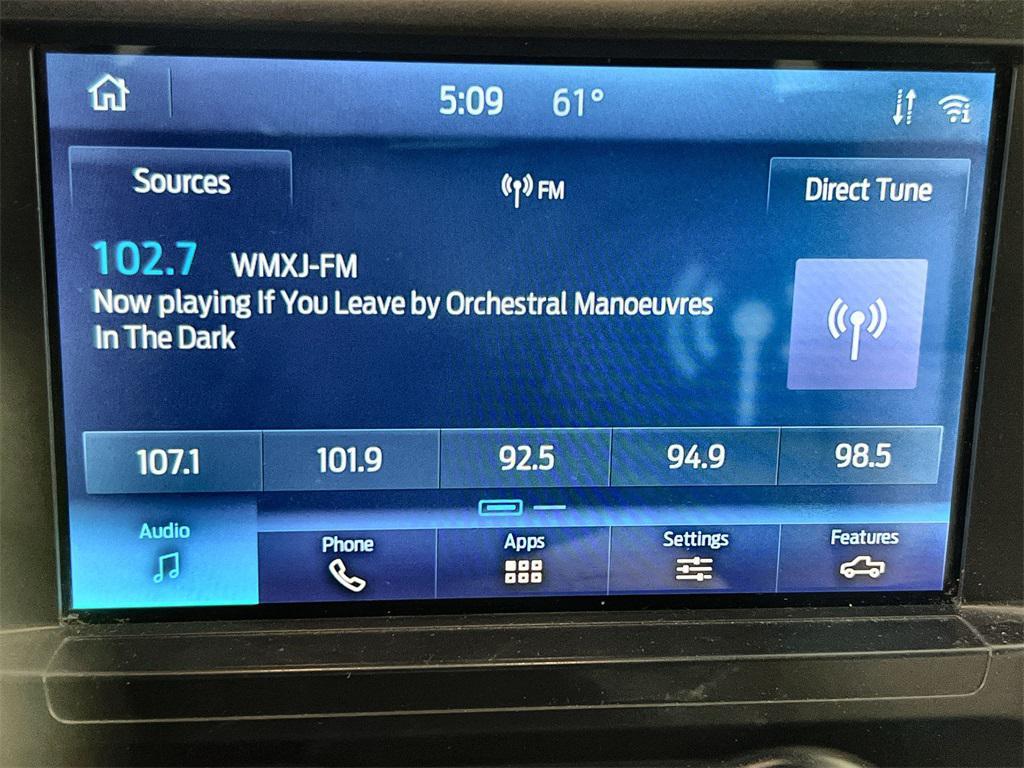 5:09 61°
Sources FM Direct Tune
102.7 WMXJ-FM
Now playing If You Leave by Orchestral Manoeuvres
In The Dark
107.1 101.9 92.5 94.9 98.5
Audio Phone Apps Settings Features